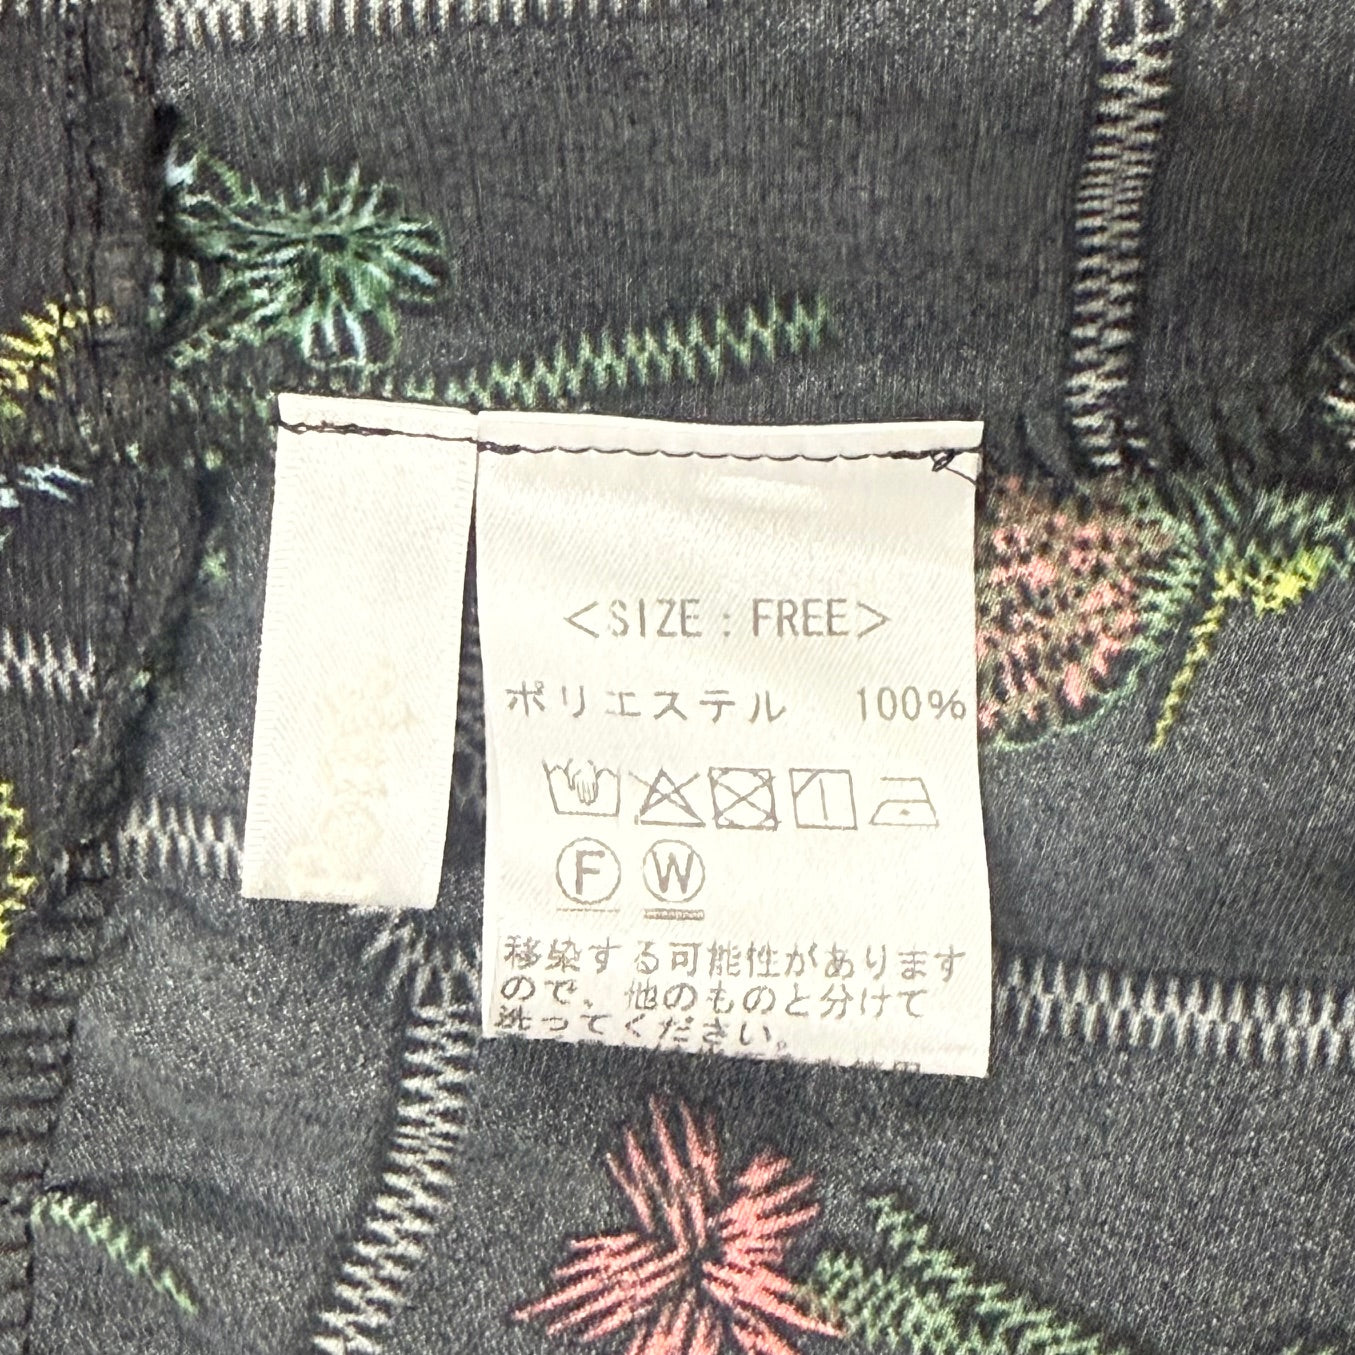 <SIZE : FREE>
ポリエステル 100%
F W
移染する可能性があります
ので、他のものと分けて
洗ってください。